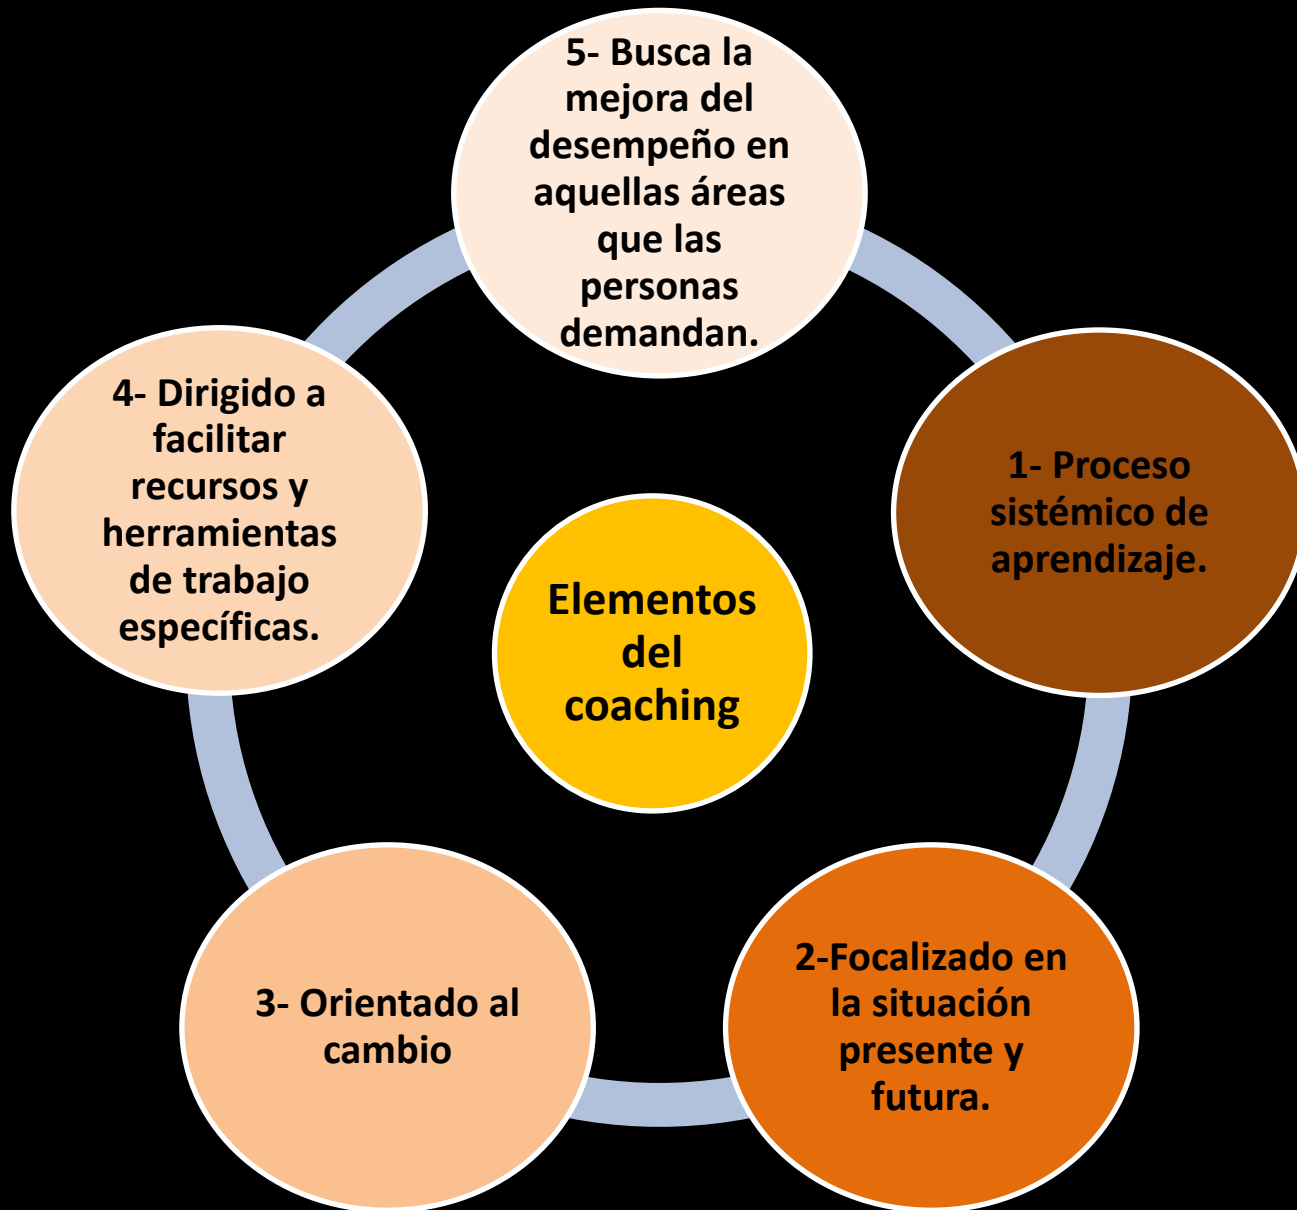 5- Busca la
mejora del
desempeño en
aquellas áreas
que las
personas
demandan.
4- Dirigido a
facilitar
recursos y
herramientas
de trabajo
específicas.
1- Proceso
sistémico de
aprendizaje.
Elementos
del
coaching
3- Orientado al
cambio
2-Focalizado en
la situación
presente y
futura.